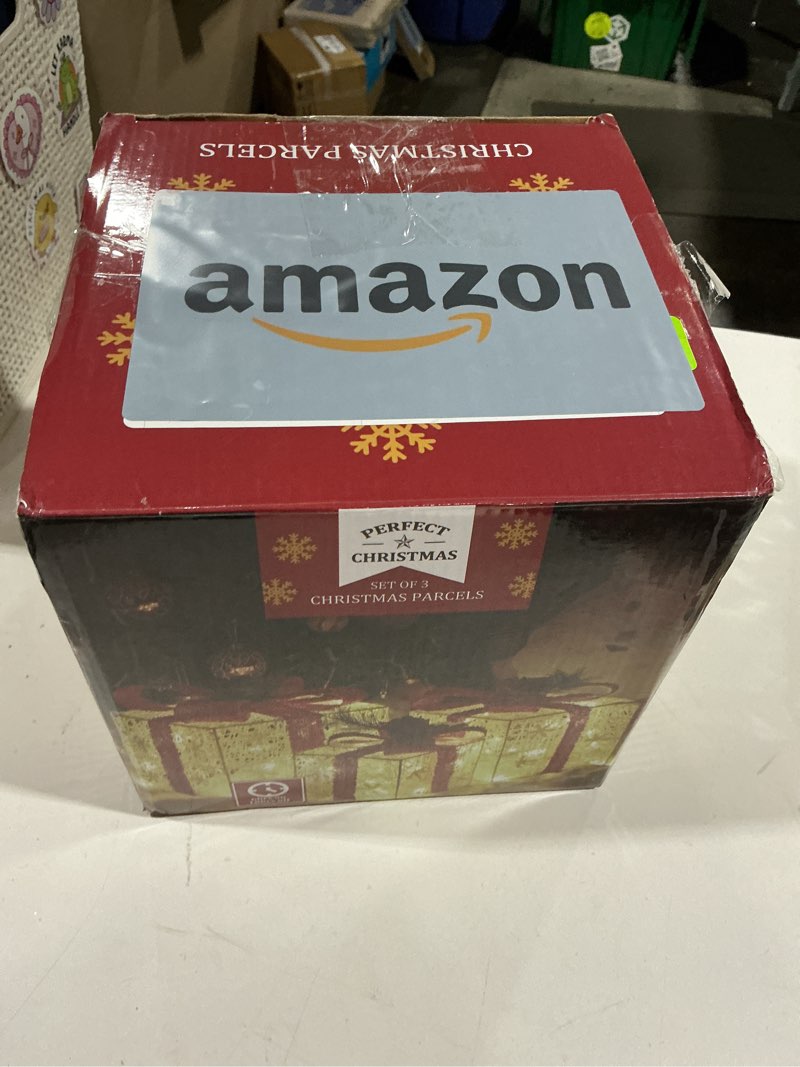 CHRISTMAS PARCELS
amazon
PERFECT
CHRISTMAS
SET OF 3
CHRISTMAS PARCELS